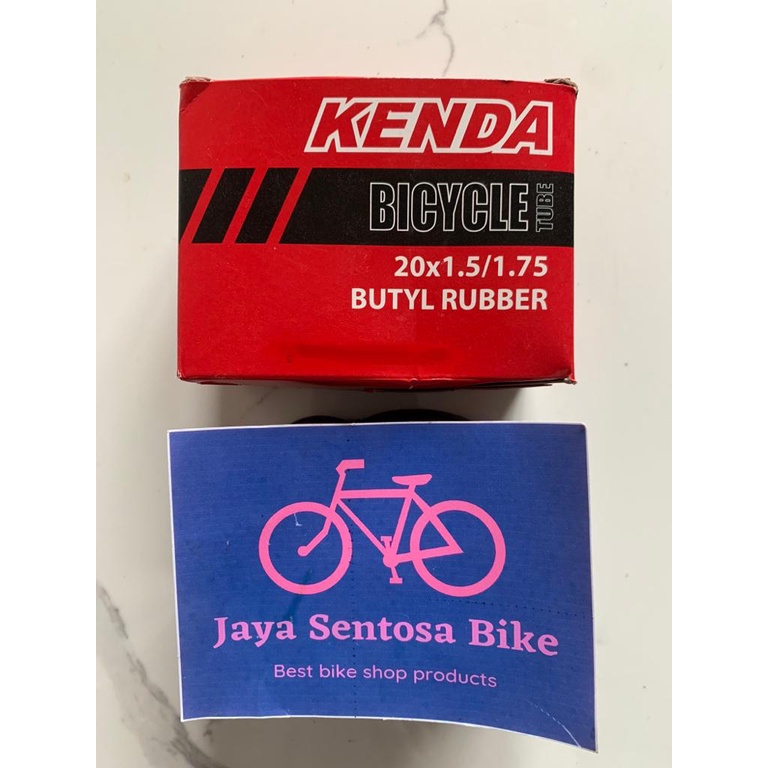 KENDA
BICYCLE TUBE
20x1.5/1.75
BUTYL RUBBER
Jaya Sentosa Bike
Best bike shop products